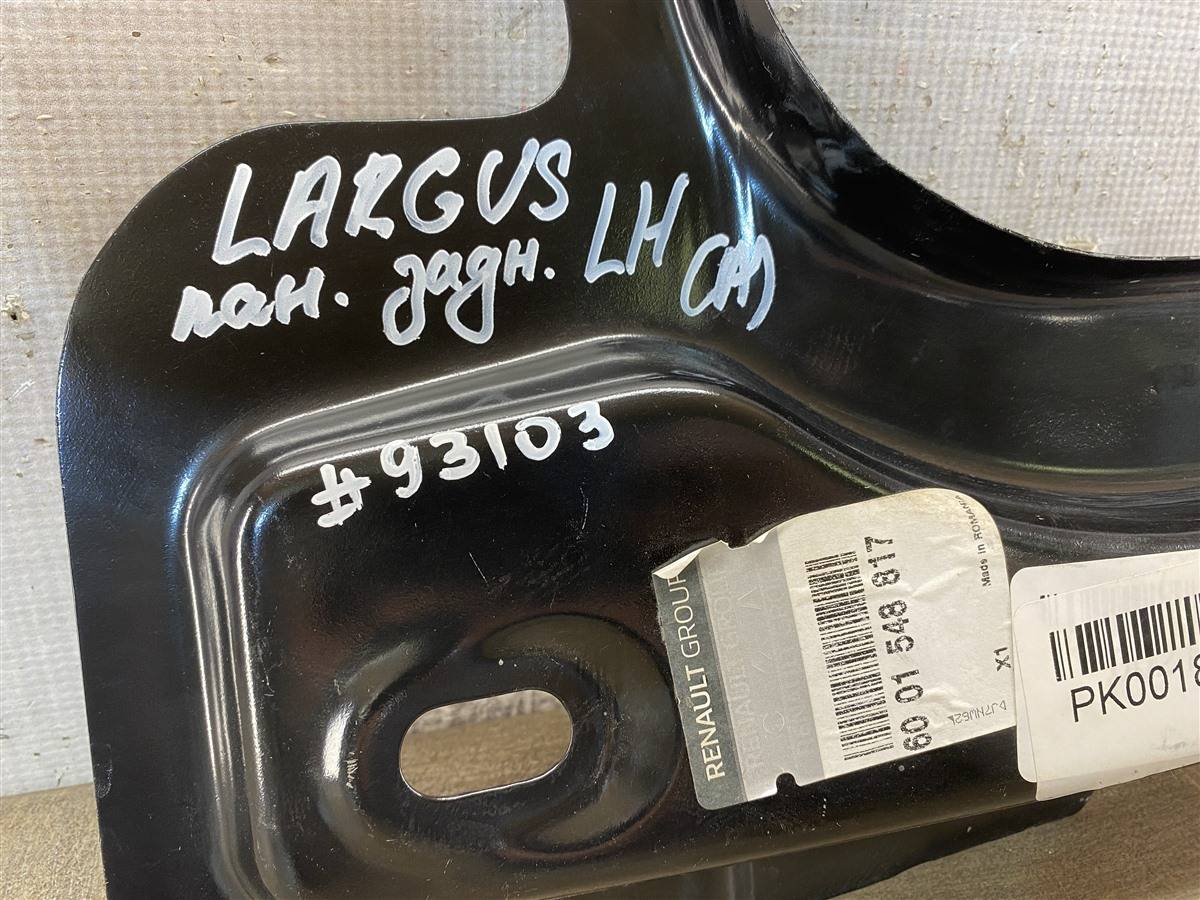 LARGUS
пан. задн. LH (А)
#93103
RENAULT GROUP
60 01 548 817
Made in ROMANIA
X1
PK0018